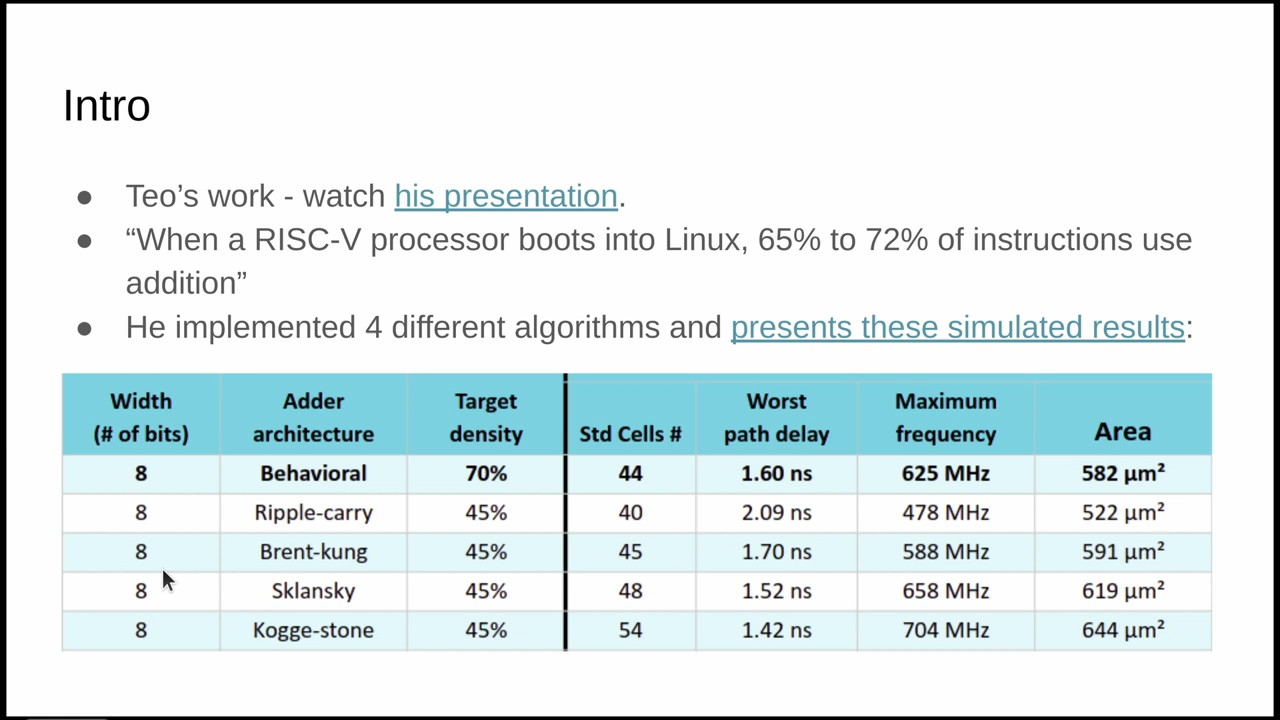 Intro
● Teo’s work - watch his presentation.
● “When a RISC-V processor boots into Linux, 65% to 72% of instructions use
addition”
● He implemented 4 different algorithms and presents these simulated results:
Width (# of bits) Adder architecture Target density Std Cells # Worst path delay Maximum frequency Area
8 Behavioral 70% 44 1.60 ns 625 MHz 582 µm²
8 Ripple-carry 45% 40 2.09 ns 478 MHz 522 µm²
8 Brent-kung 45% 45 1.70 ns 588 MHz 591 µm²
8 Sklansky 45% 48 1.52 ns 658 MHz 619 µm²
8 Kogge-stone 45% 54 1.42 ns 704 MHz 644 µm²